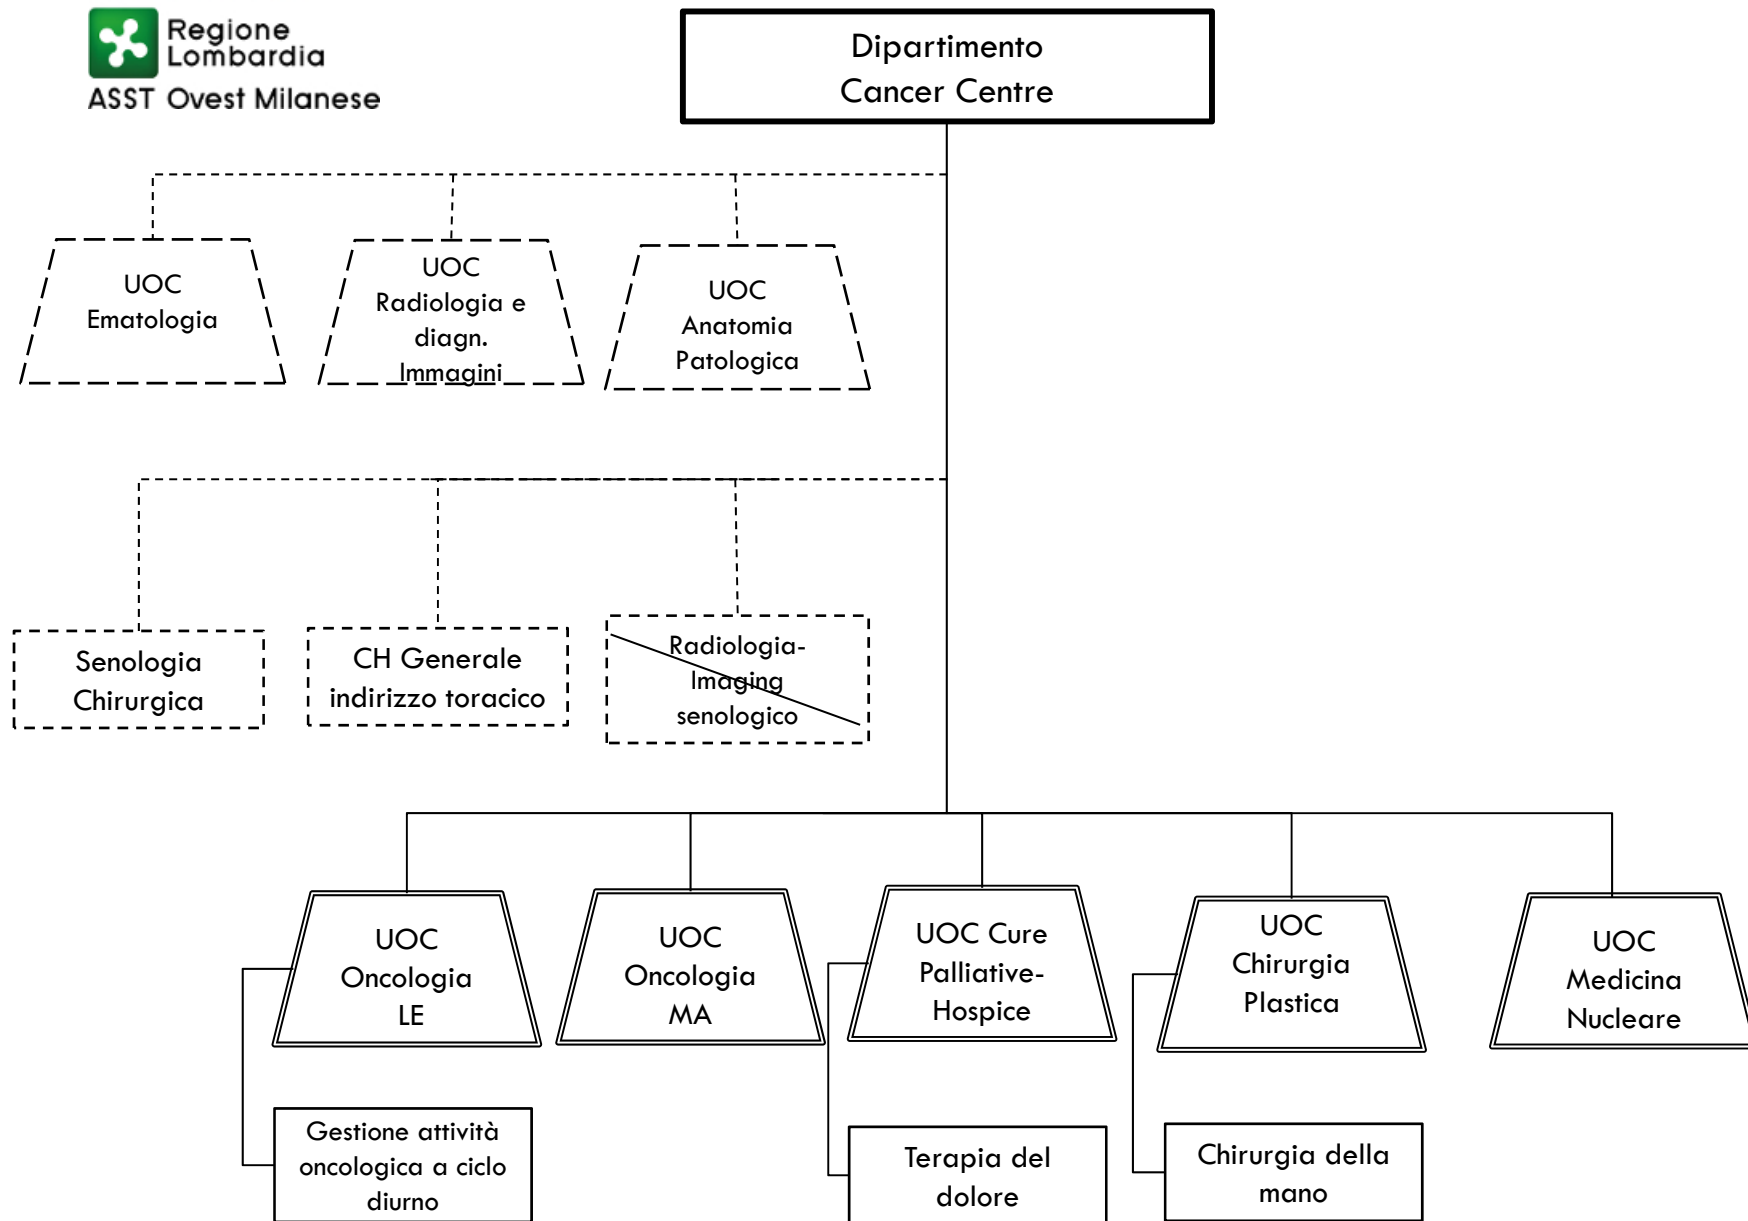 Regione
Lombardia
ASST Ovest Milanese
Dipartimento
Cancer Centre
UOC
Ematologia
UOC
Radiologia e
diagn.
Immagini
UOC
Anatomia
Patologica
Senologia
Chirurgica
CH Generale
indirizzo toracico
Radiologia-
Imaging
senologico
UOC
Oncologia
LE
UOC
Oncologia
MA
UOC Cure
Palliative-
Hospice
UOC
Chirurgia
Plastica
UOC
Medicina
Nucleare
Gestione attività
oncologica a ciclo
diurno
Terapia del
dolore
Chirurgia della
mano